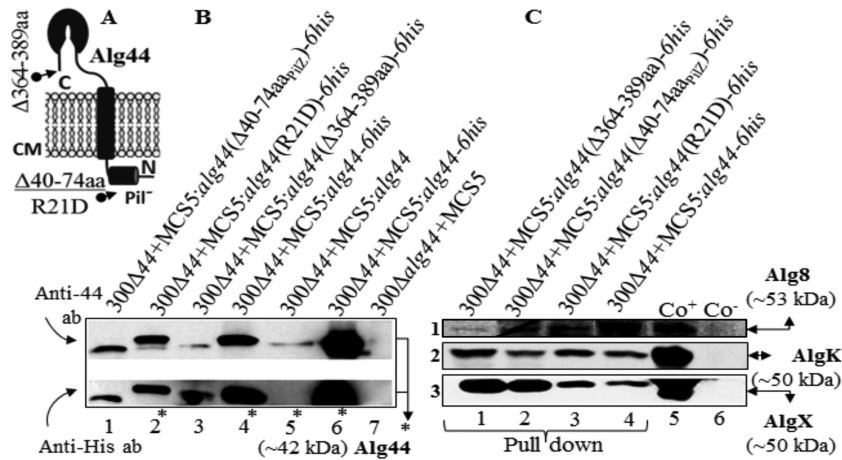 A
B
C
Alg44
Δ364-389aa
C
CM
N
Δ40-74aa
R21D
Pil⁻
300Δ44+MCS5:alg44(Δ40-74aaPilZ)-6his
300Δ44+MCS5:alg44(R21D)-6his
300Δ44+MCS5:alg44(Δ364-389aa)-6his
300Δ44+MCS5:alg44-6his
300Δ44+MCS5:alg44
300Δ44+MCS5:alg44-6his
300Δalg44+MCS5
Anti-44
ab
Anti-His ab
1 2 3 4 5 6 7
* * * * *
(~42 kDa) Alg44
300Δ44+MCS5:alg44(Δ364-389aa)-6his
300Δ44+MCS5:alg44(Δ40-74aaPilZ)-6his
300Δ44+MCS5:alg44(R21D)-6his
300Δ44+MCS5:alg44-6his
Co⁺ Co⁻
Alg8
(~53 kDa)
1
2
AlgK
(~50 kDa)
3
AlgX
(~50 kDa)
1 2 3 4 5 6
Pull down